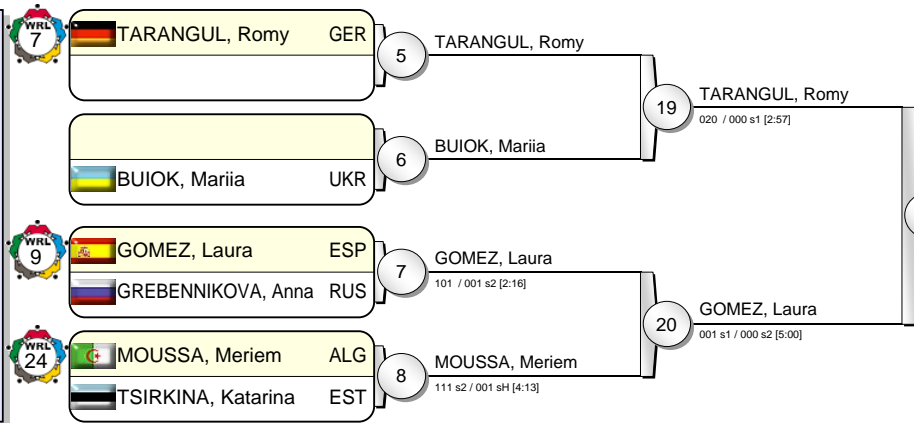 WRL
7
TARANGUL, Romy GER
5
TARANGUL, Romy
19
TARANGUL, Romy
020 / 000 s1 [2:57]
6
BUIOK, Mariia
BUIOK, Mariia UKR
WRL
9
GOMEZ, Laura ESP
7
GOMEZ, Laura
101 / 001 s2 [2:16]
GREBENNIKOVA, Anna RUS
20
GOMEZ, Laura
001 s1 / 000 s2 [5:00]
WRL
24
MOUSSA, Meriem ALG
8
MOUSSA, Meriem
111 s2 / 001 sH [4:13]
TSIRKINA, Katarina EST